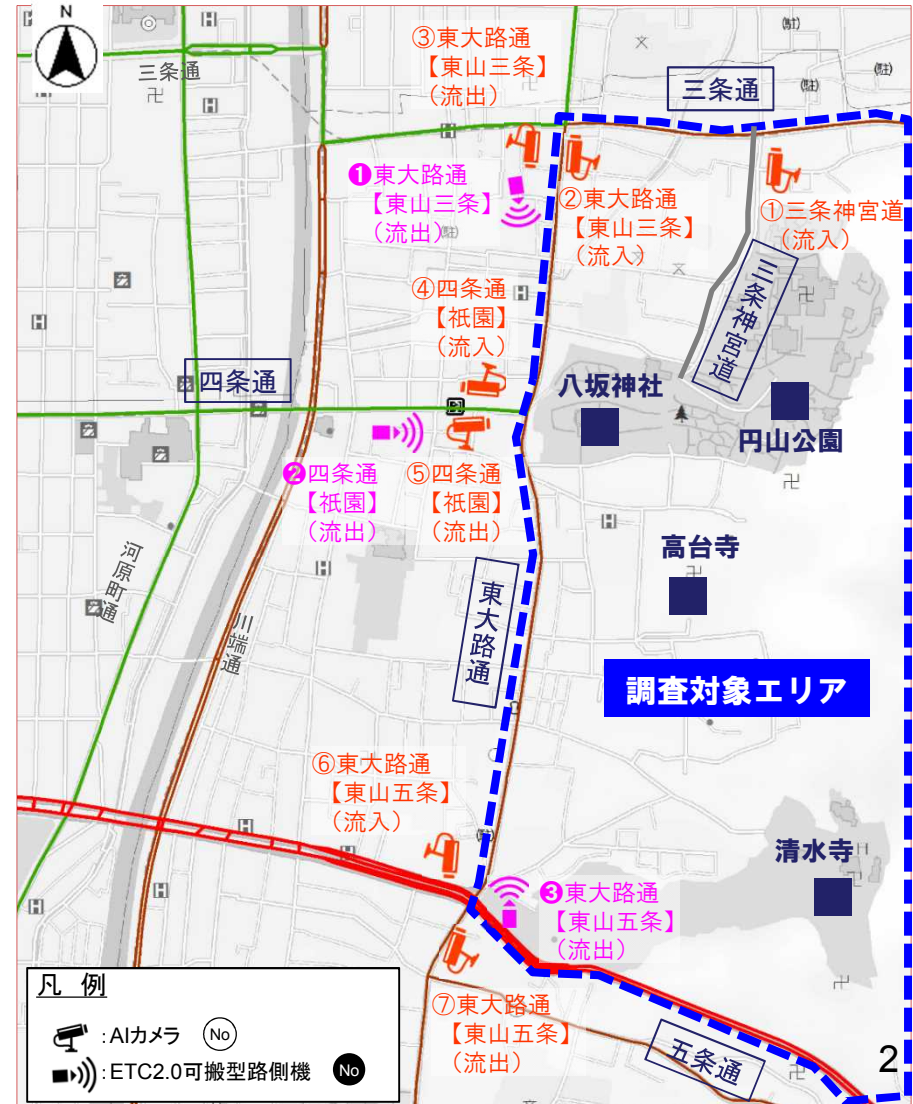 N
三条通
③東大路通
【東山三条】
(流出)
(駐)
(駐)
(駐)
三条通
❶東大路通
【東山三条】
(流出)
(駐)
②東大路通
【東山三条】
(流入)
①三条神宮道
(流入)
三条神宮道
④四条通
【祇園】
(流入)
四条通
八坂神社
円山公園
❷四条通
【祇園】
(流出)
⑤四条通
【祇園】
(流出)
高台寺
河原町通
川端通
東大路通
調査対象エリア
⑥東大路通
【東山五条】
(流入)
(駐)
清水寺
❸東大路通
【東山五条】
(流出)
⑦東大路通
【東山五条】
(流出)
五条通
2
凡 例
:AIカメラ No
:ETC2.0可搬型路側機 No